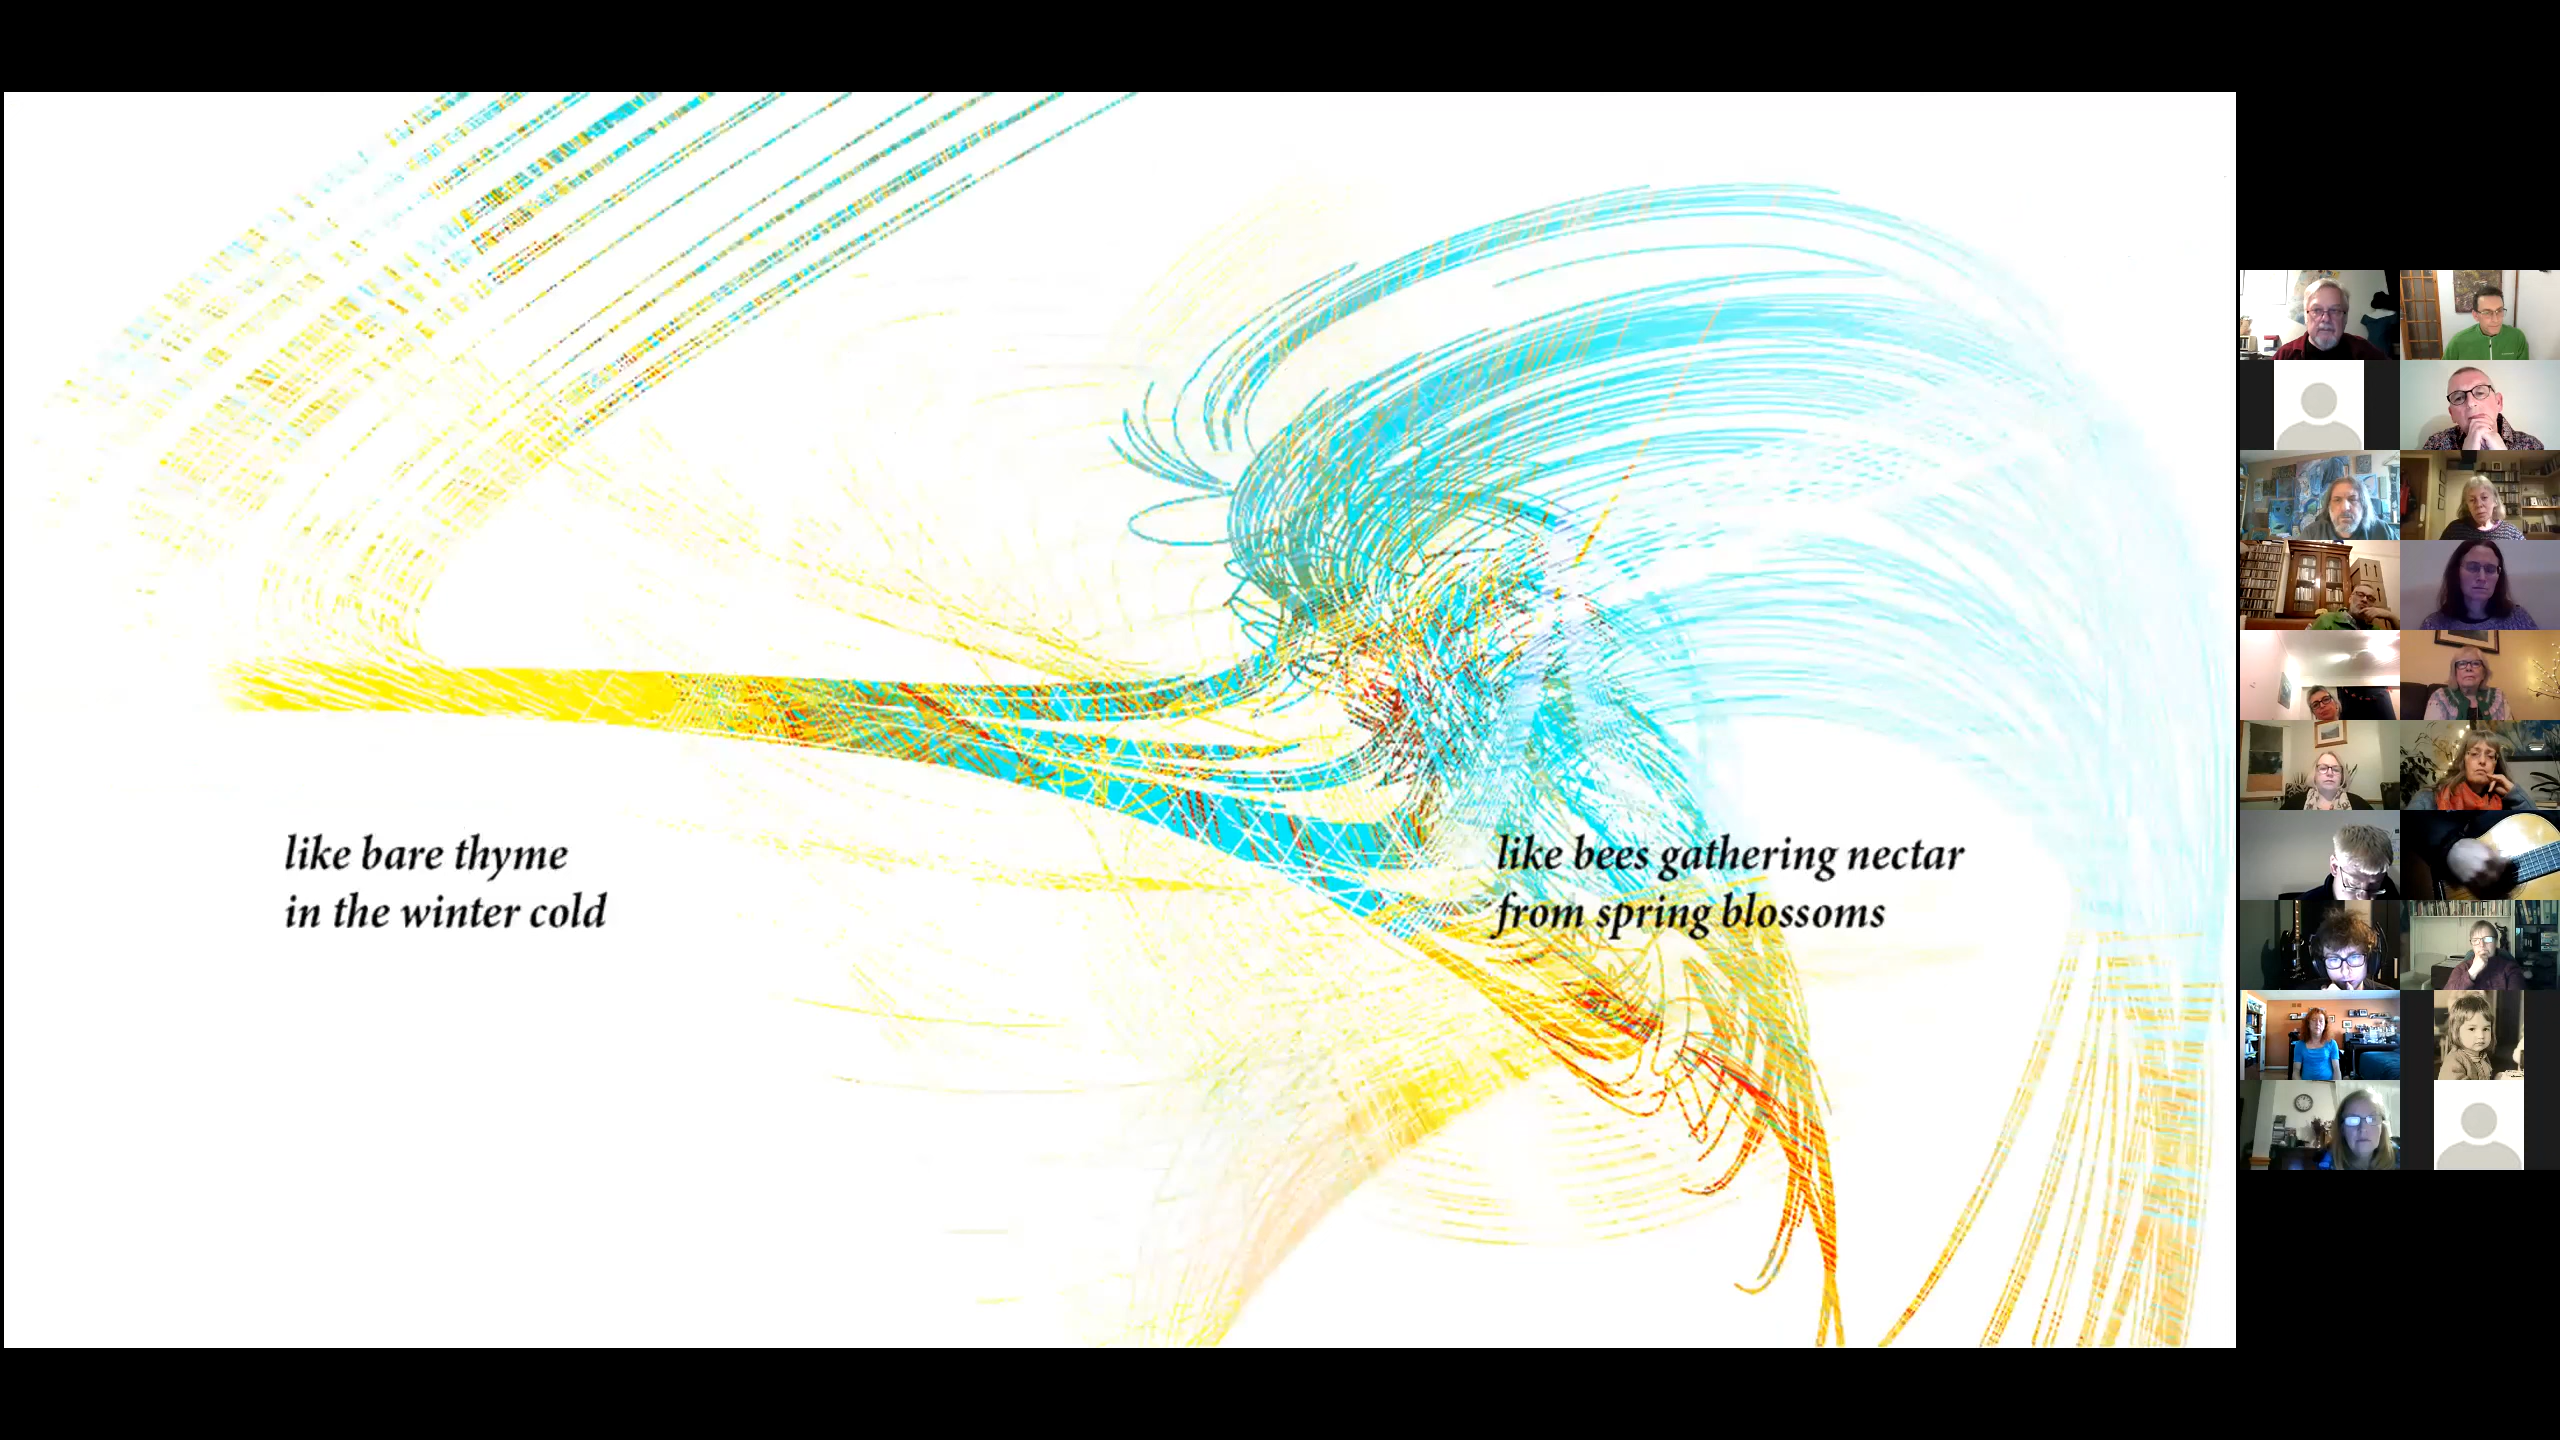 like bare thyme
in the winter cold
like bees gathering nectar
from spring blossoms